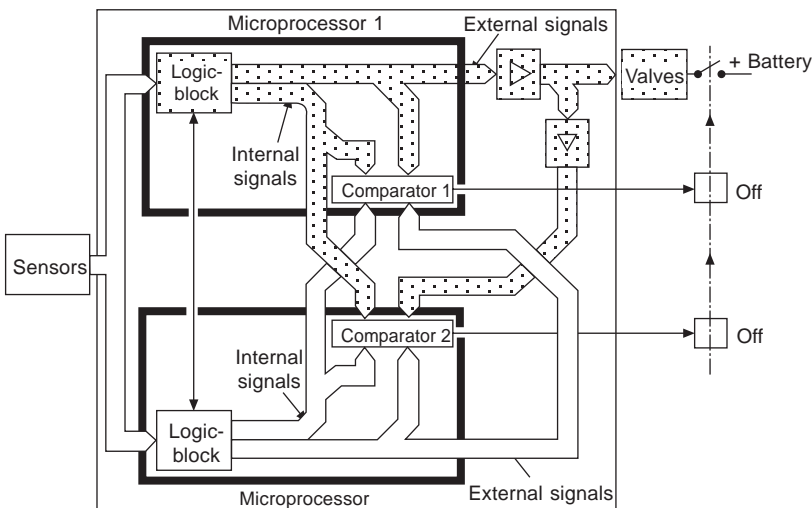 Microprocessor 1
External signals
Logic-
block
Valves
+ Battery
Internal
signals
Comparator 1
Off
Sensors
Comparator 2
Off
Internal
signals
Logic-
block
External signals
Microprocessor